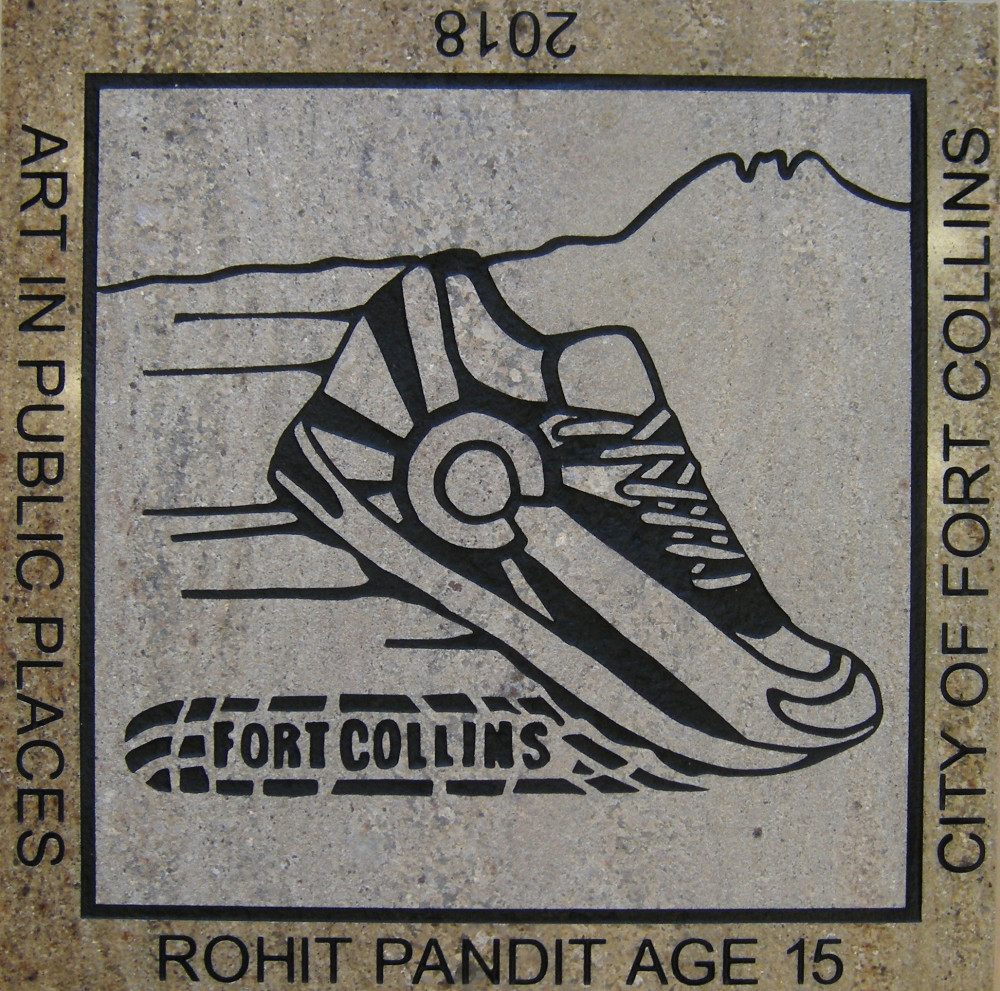 2018
ART IN PUBLIC PLACES
CITY OF FORT COLLINS
FORT COLLINS
ROHIT PANDIT AGE 15